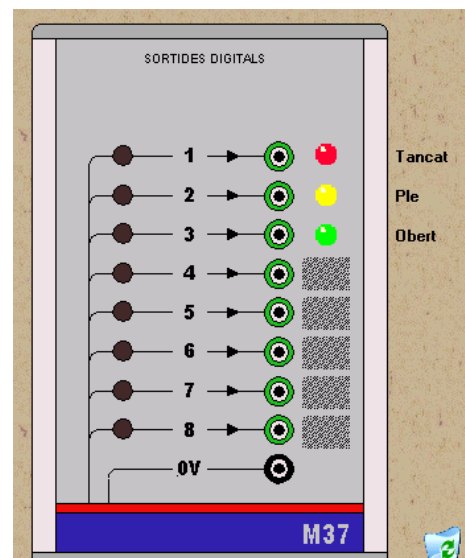 SORTIDES DIGITALS
1 Tancat
2 Ple
3 Obert
4
5
6
7
8
0V
M37